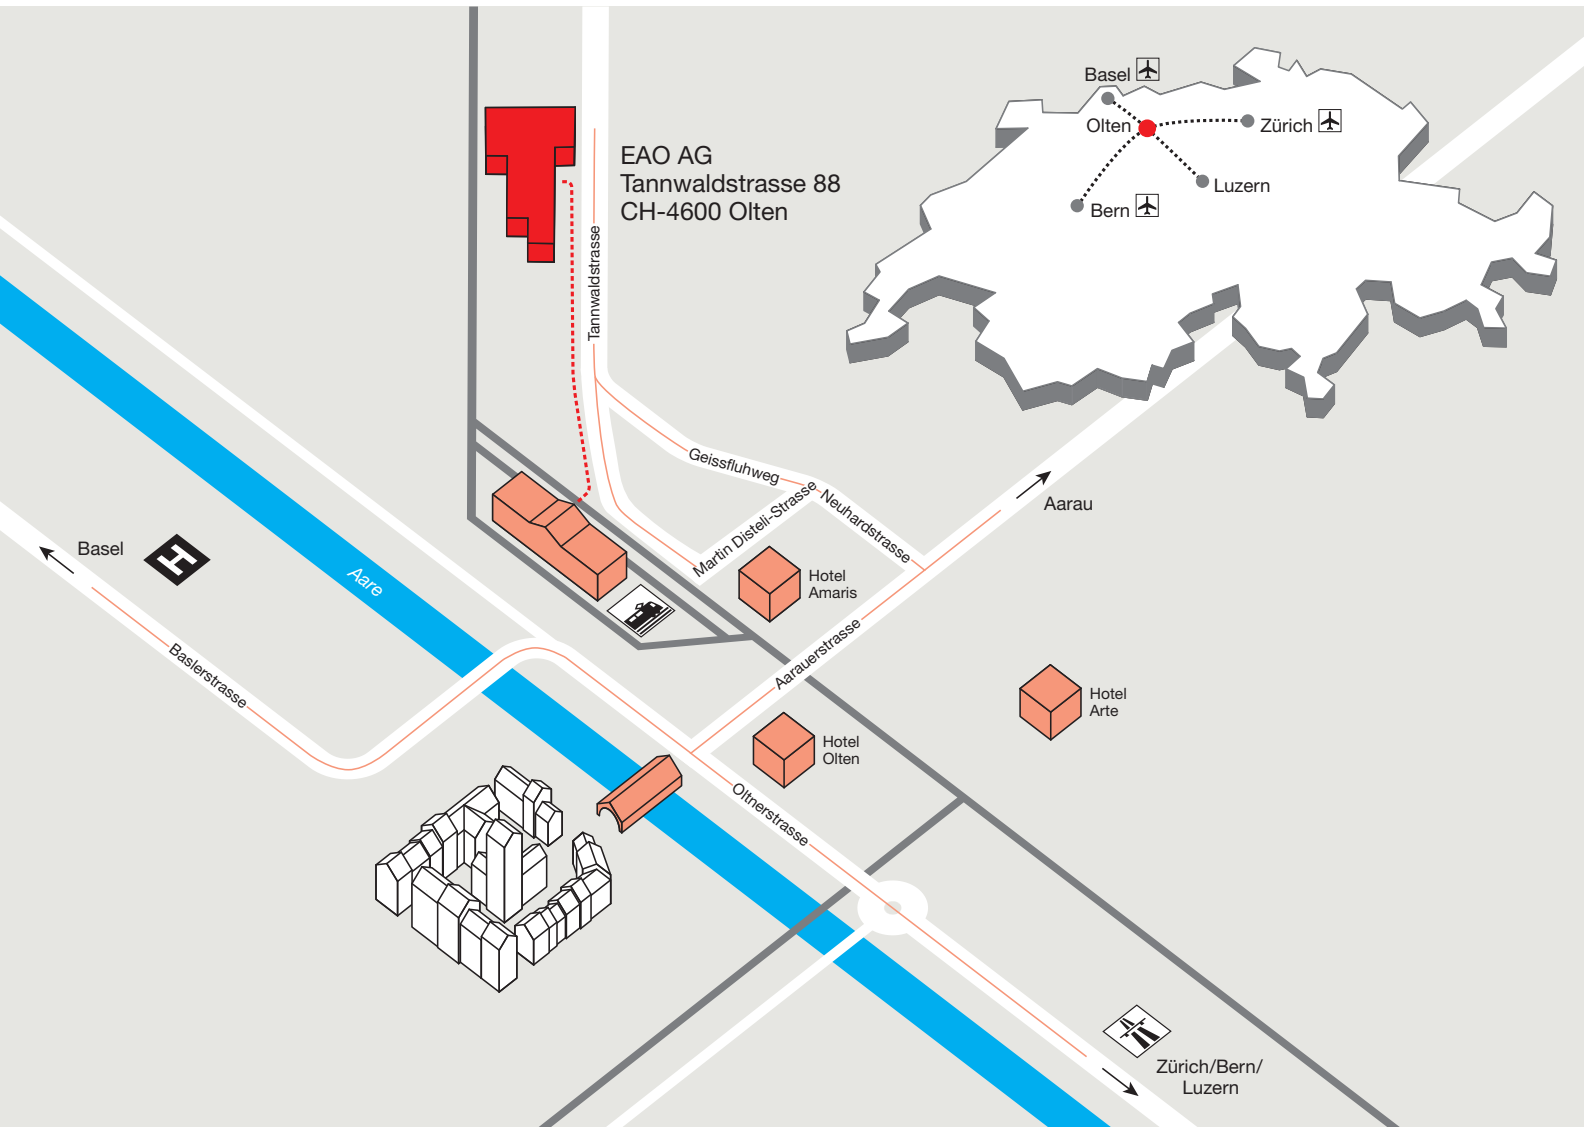 Basel
Olten
Zürich
Luzern
Bern
EAO AG
Tannwaldstrasse 88
CH-4600 Olten
Tannwaldstrasse
Geissfluhweg
Martin Disteli-Strasse
Neuhardstrasse
Aarau
Basel
H
Aare
Hotel
Amaris
Baslerstrasse
Aarauerstrasse
Hotel
Arte
Hotel
Olten
Oltnerstrasse
Zürich/Bern/
Luzern